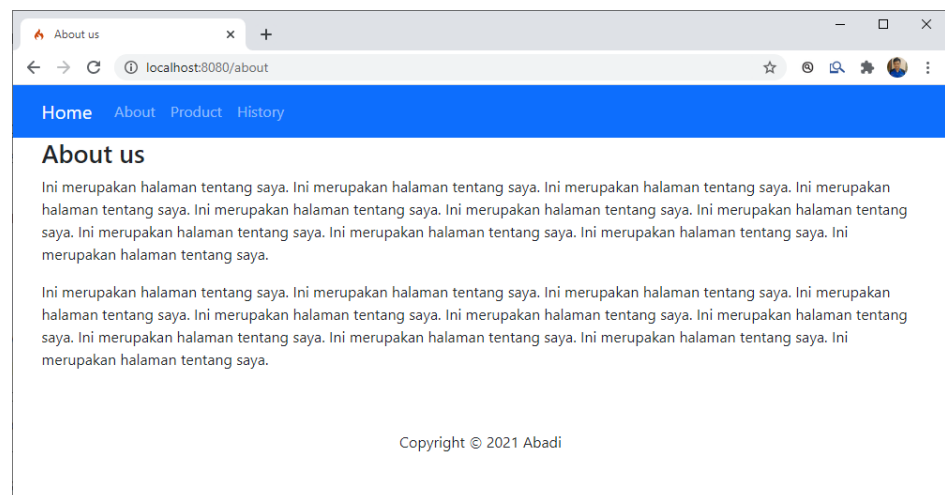 About us
localhost:8080/about
Home About Product History
About us
Ini merupakan halaman tentang saya. Ini merupakan halaman tentang saya. Ini merupakan halaman tentang saya. Ini merupakan
halaman tentang saya. Ini merupakan halaman tentang saya. Ini merupakan halaman tentang saya. Ini merupakan halaman tentang
saya. Ini merupakan halaman tentang saya. Ini merupakan halaman tentang saya. Ini merupakan halaman tentang saya. Ini
merupakan halaman tentang saya.
Ini merupakan halaman tentang saya. Ini merupakan halaman tentang saya. Ini merupakan halaman tentang saya. Ini merupakan
halaman tentang saya. Ini merupakan halaman tentang saya. Ini merupakan halaman tentang saya. Ini merupakan halaman tentang
saya. Ini merupakan halaman tentang saya. Ini merupakan halaman tentang saya. Ini merupakan halaman tentang saya. Ini
merupakan halaman tentang saya.
Copyright © 2021 Abadi